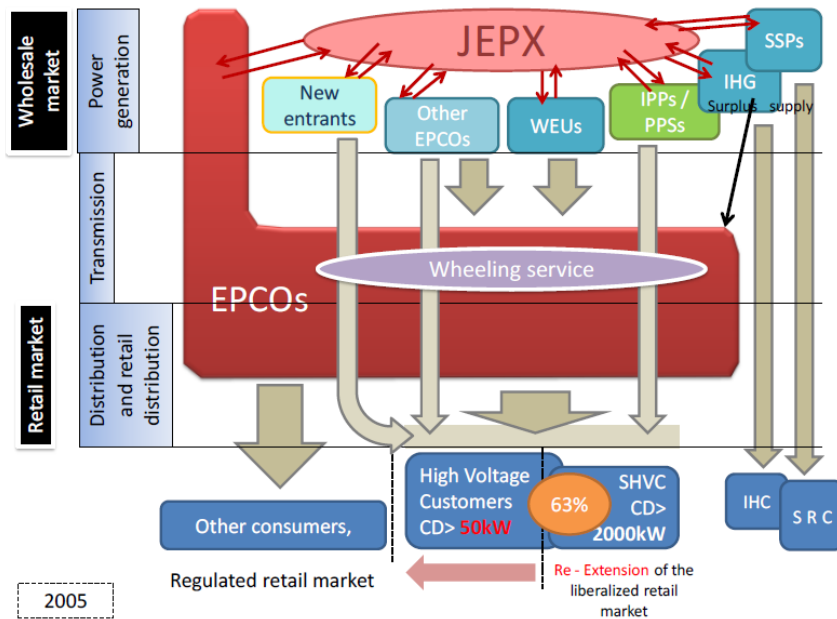 Wholesale
market
Power
generation
Transmission
Retail market
Distribution
and retail
distribution
JEPX
SSPs
IHG
Surplus supply
New
entrants
Other
EPCOs
WEUs
IPPs /
PPSs
Wheeling service
EPCOs
High Voltage
Customers
CD> 50kW
63%
SHVC
CD>
2000kW
IHC
S R C
Other consumers,
Regulated retail market
Re - Extension of the
liberalized retail
market
2005